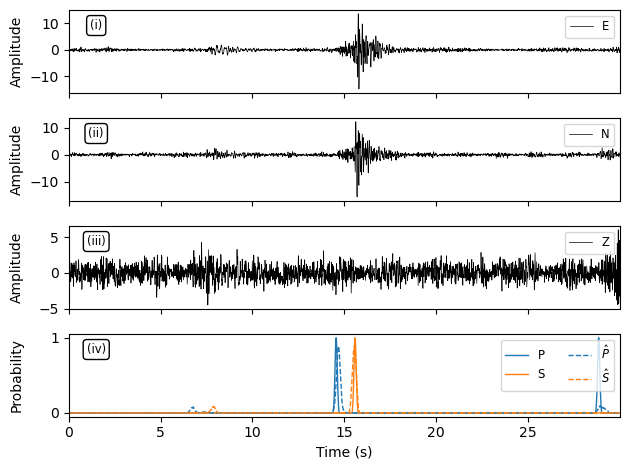 (i)
E
Amplitude
10
0
−10
(ii)
N
Amplitude
10
0
−10
(iii)
Z
Amplitude
5
0
−5
(iv)
P
S
P̂
Ŝ
Probability
1
0
0 5 10 15 20 25
Time (s)